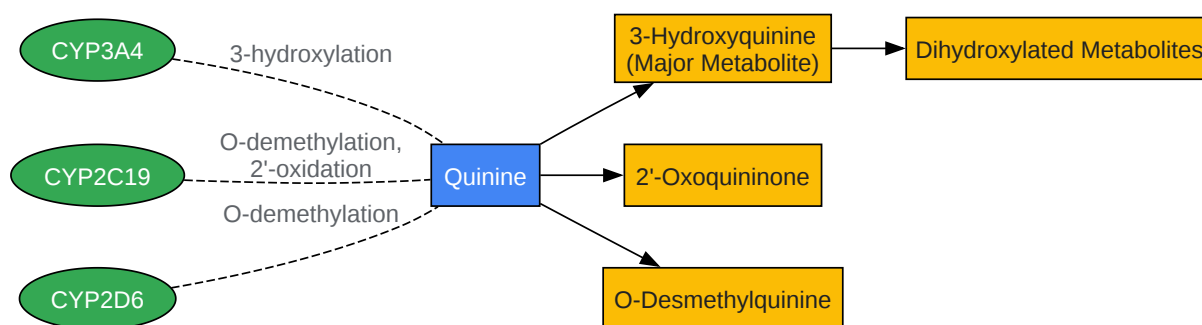 CYP3A4
3-hydroxylation
3-Hydroxyquinine
(Major Metabolite)
Dihydroxylated Metabolites
CYP2C19
O-demethylation,
2'-oxidation
Quinine
2'-Oxoquininone
O-demethylation
CYP2D6
O-Desmethylquinine